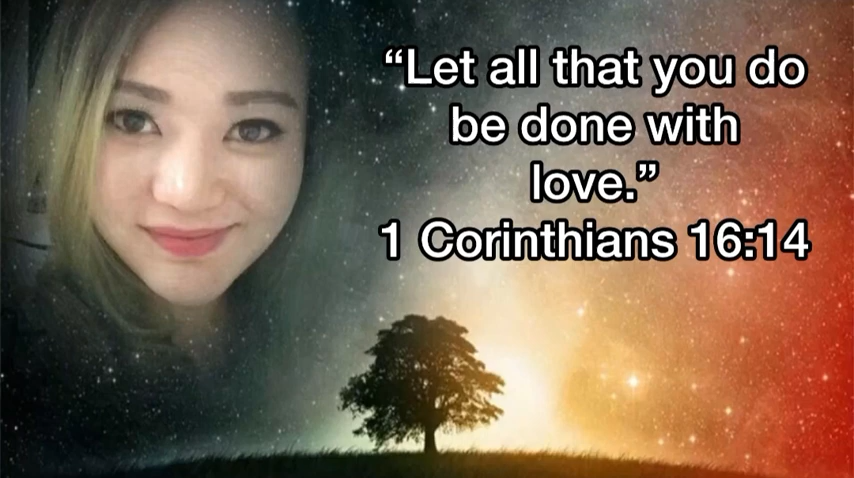 “Let all that you do
be done with
love.”
1 Corinthians 16:14